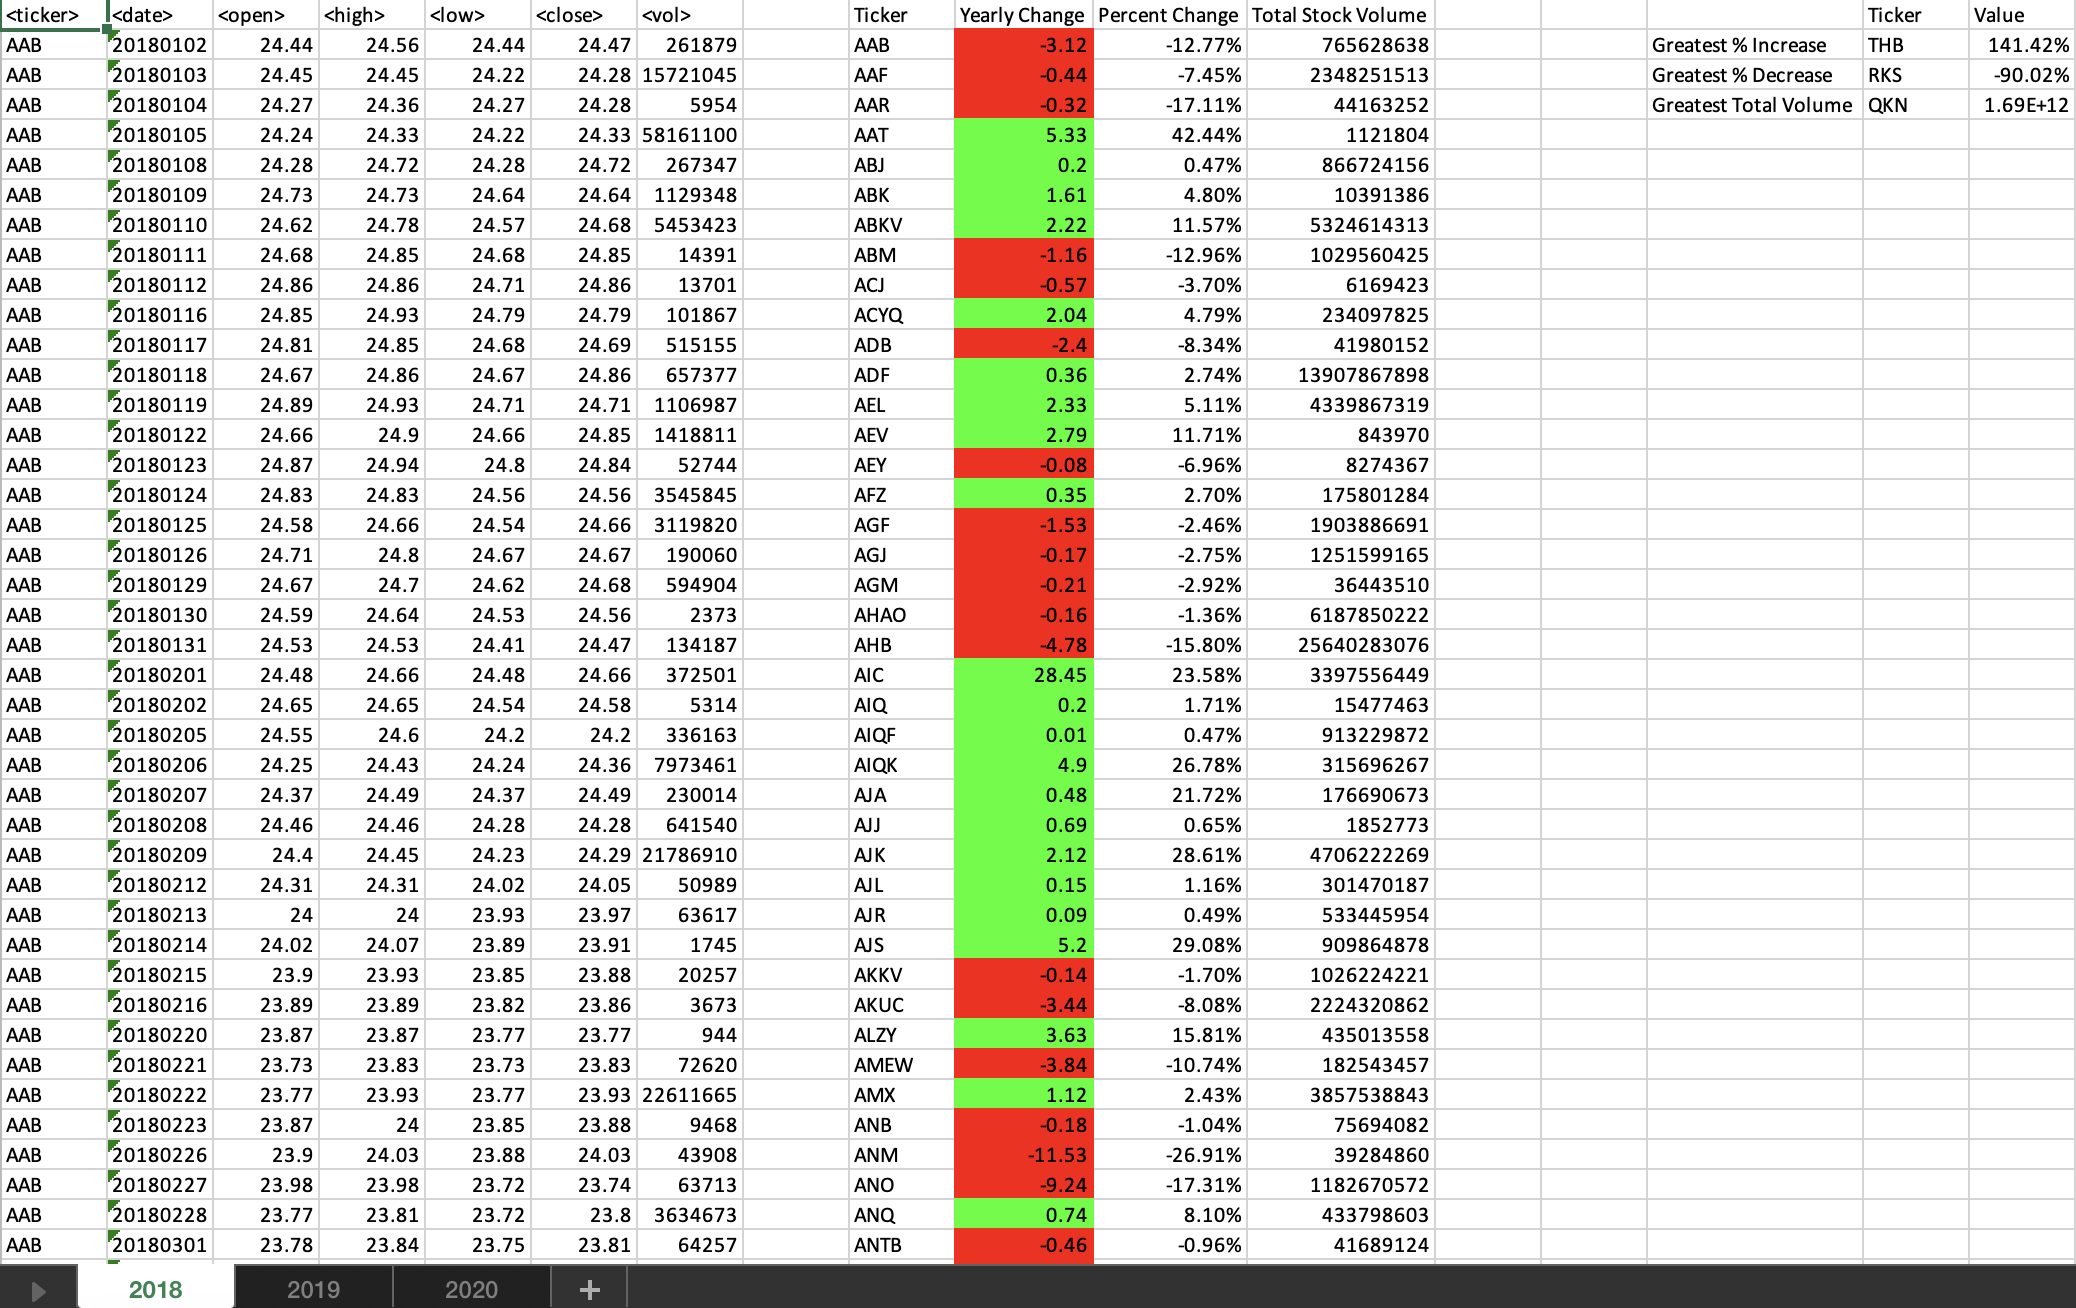 <ticker> <date> <open> <high> <low> <close> <vol> Ticker Yearly Change Percent Change Total Stock Volume Ticker Value
AAB 20180102 24.44 24.56 24.44 24.47 261879 AAB -3.12 -12.77% 765628638 Greatest % Increase THB 141.42%
AAB 20180103 24.45 24.45 24.22 24.28 15721045 AAF -0.44 -7.45% 2348251513 Greatest % Decrease RKS -90.02%
AAB 20180104 24.27 24.36 24.27 24.28 5954 AAR -0.32 -17.11% 44163252 Greatest Total Volume QKN 1.69E+12
AAB 20180105 24.24 24.33 24.22 24.33 58161100 AAT 5.33 42.44% 1121804
AAB 20180108 24.28 24.72 24.28 24.72 267347 ABJ 0.2 0.47% 866724156
AAB 20180109 24.73 24.73 24.64 24.64 1129348 ABK 1.61 4.80% 10391386
AAB 20180110 24.62 24.78 24.57 24.68 5453423 ABKV 2.22 11.57% 5324614313
AAB 20180111 24.68 24.85 24.68 24.85 14391 ABM -1.16 -12.96% 1029560425
AAB 20180112 24.86 24.86 24.71 24.86 13701 ACJ -0.57 -3.70% 6169423
AAB 20180116 24.85 24.93 24.79 24.79 101867 ACYQ 2.04 4.79% 234097825
AAB 20180117 24.81 24.85 24.68 24.69 515155 ADB -2.4 -8.34% 41980152
AAB 20180118 24.67 24.86 24.67 24.86 657377 ADF 0.36 2.74% 13907867898
AAB 20180119 24.89 24.93 24.71 24.71 1106987 AEL 2.33 5.11% 4339867319
AAB 20180122 24.66 24.9 24.66 24.85 1418811 AEV 2.79 11.71% 843970
AAB 20180123 24.87 24.94 24.8 24.84 52744 AEY -0.08 -6.96% 8274367
AAB 20180124 24.83 24.83 24.56 24.56 3545845 AFZ 0.35 2.70% 175801284
AAB 20180125 24.58 24.66 24.54 24.66 3119820 AGF -1.53 -2.46% 1903886691
AAB 20180126 24.71 24.8 24.67 24.67 190060 AGJ -0.17 -2.75% 1251599165
AAB 20180129 24.67 24.7 24.62 24.68 594904 AGM -0.21 -2.92% 36443510
AAB 20180130 24.59 24.64 24.53 24.56 2373 AHAO -0.16 -1.36% 6187850222
AAB 20180131 24.53 24.53 24.41 24.47 134187 AHB -4.78 -15.80% 25640283076
AAB 20180201 24.48 24.66 24.48 24.66 372501 AIC 28.45 23.58% 3397556449
AAB 20180202 24.65 24.65 24.54 24.58 5314 AIQ 0.2 1.71% 15477463
AAB 20180205 24.55 24.6 24.2 24.2 336163 AIQF 0.01 0.47% 913229872
AAB 20180206 24.25 24.43 24.24 24.36 7973461 AIQK 4.9 26.78% 315696267
AAB 20180207 24.37 24.49 24.37 24.49 230014 AJA 0.48 21.72% 176690673
AAB 20180208 24.46 24.46 24.28 24.28 641540 AJJ 0.69 0.65% 1852773
AAB 20180209 24.4 24.45 24.23 24.29 21786910 AJK 2.12 28.61% 4706222269
AAB 20180212 24.31 24.31 24.02 24.05 50989 AJL 0.15 1.16% 301470187
AAB 20180213 24 24 23.93 23.97 63617 AJR 0.09 0.49% 533445954
AAB 20180214 24.02 24.07 23.89 23.91 1745 AJS 5.2 29.08% 909864878
AAB 20180215 23.9 23.93 23.85 23.88 20257 AKKV -0.14 -1.70% 1026224221
AAB 20180216 23.89 23.89 23.82 23.86 3673 AKUC -3.44 -8.08% 2224320862
AAB 20180220 23.87 23.87 23.77 23.77 944 ALZY 3.63 15.81% 435013558
AAB 20180221 23.73 23.83 23.73 23.83 72620 AMEW -3.84 -10.74% 182543457
AAB 20180222 23.77 23.93 23.77 23.93 22611665 AMX 1.12 2.43% 3857538843
AAB 20180223 23.87 24 23.85 23.88 9468 ANB -0.18 -1.04% 75694082
AAB 20180226 23.9 24.03 23.88 24.03 43908 ANM -11.53 -26.91% 39284860
AAB 20180227 23.98 23.98 23.72 23.74 63713 ANO -9.24 -17.31% 1182670572
AAB 20180228 23.77 23.81 23.72 23.8 3634673 ANQ 0.74 8.10% 433798603
AAB 20180301 23.78 23.84 23.75 23.81 64257 ANTB -0.46 -0.96% 41689124
2018 2019 2020 +